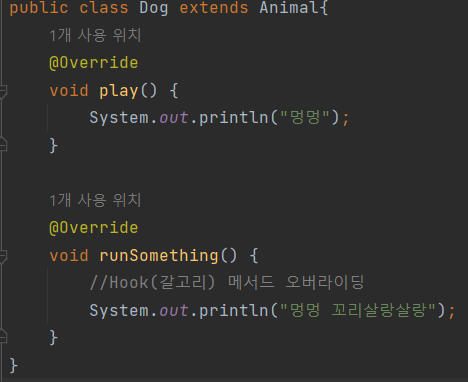 public class Dog extends Animal{
1개 사용 위치
@Override
void play() {
System.out.println("멍멍");
}
1개 사용 위치
@Override
void runSomething() {
//Hook(갈고리) 메서드 오버라이딩
System.out.println("멍멍 꼬리살랑살랑");
}
}